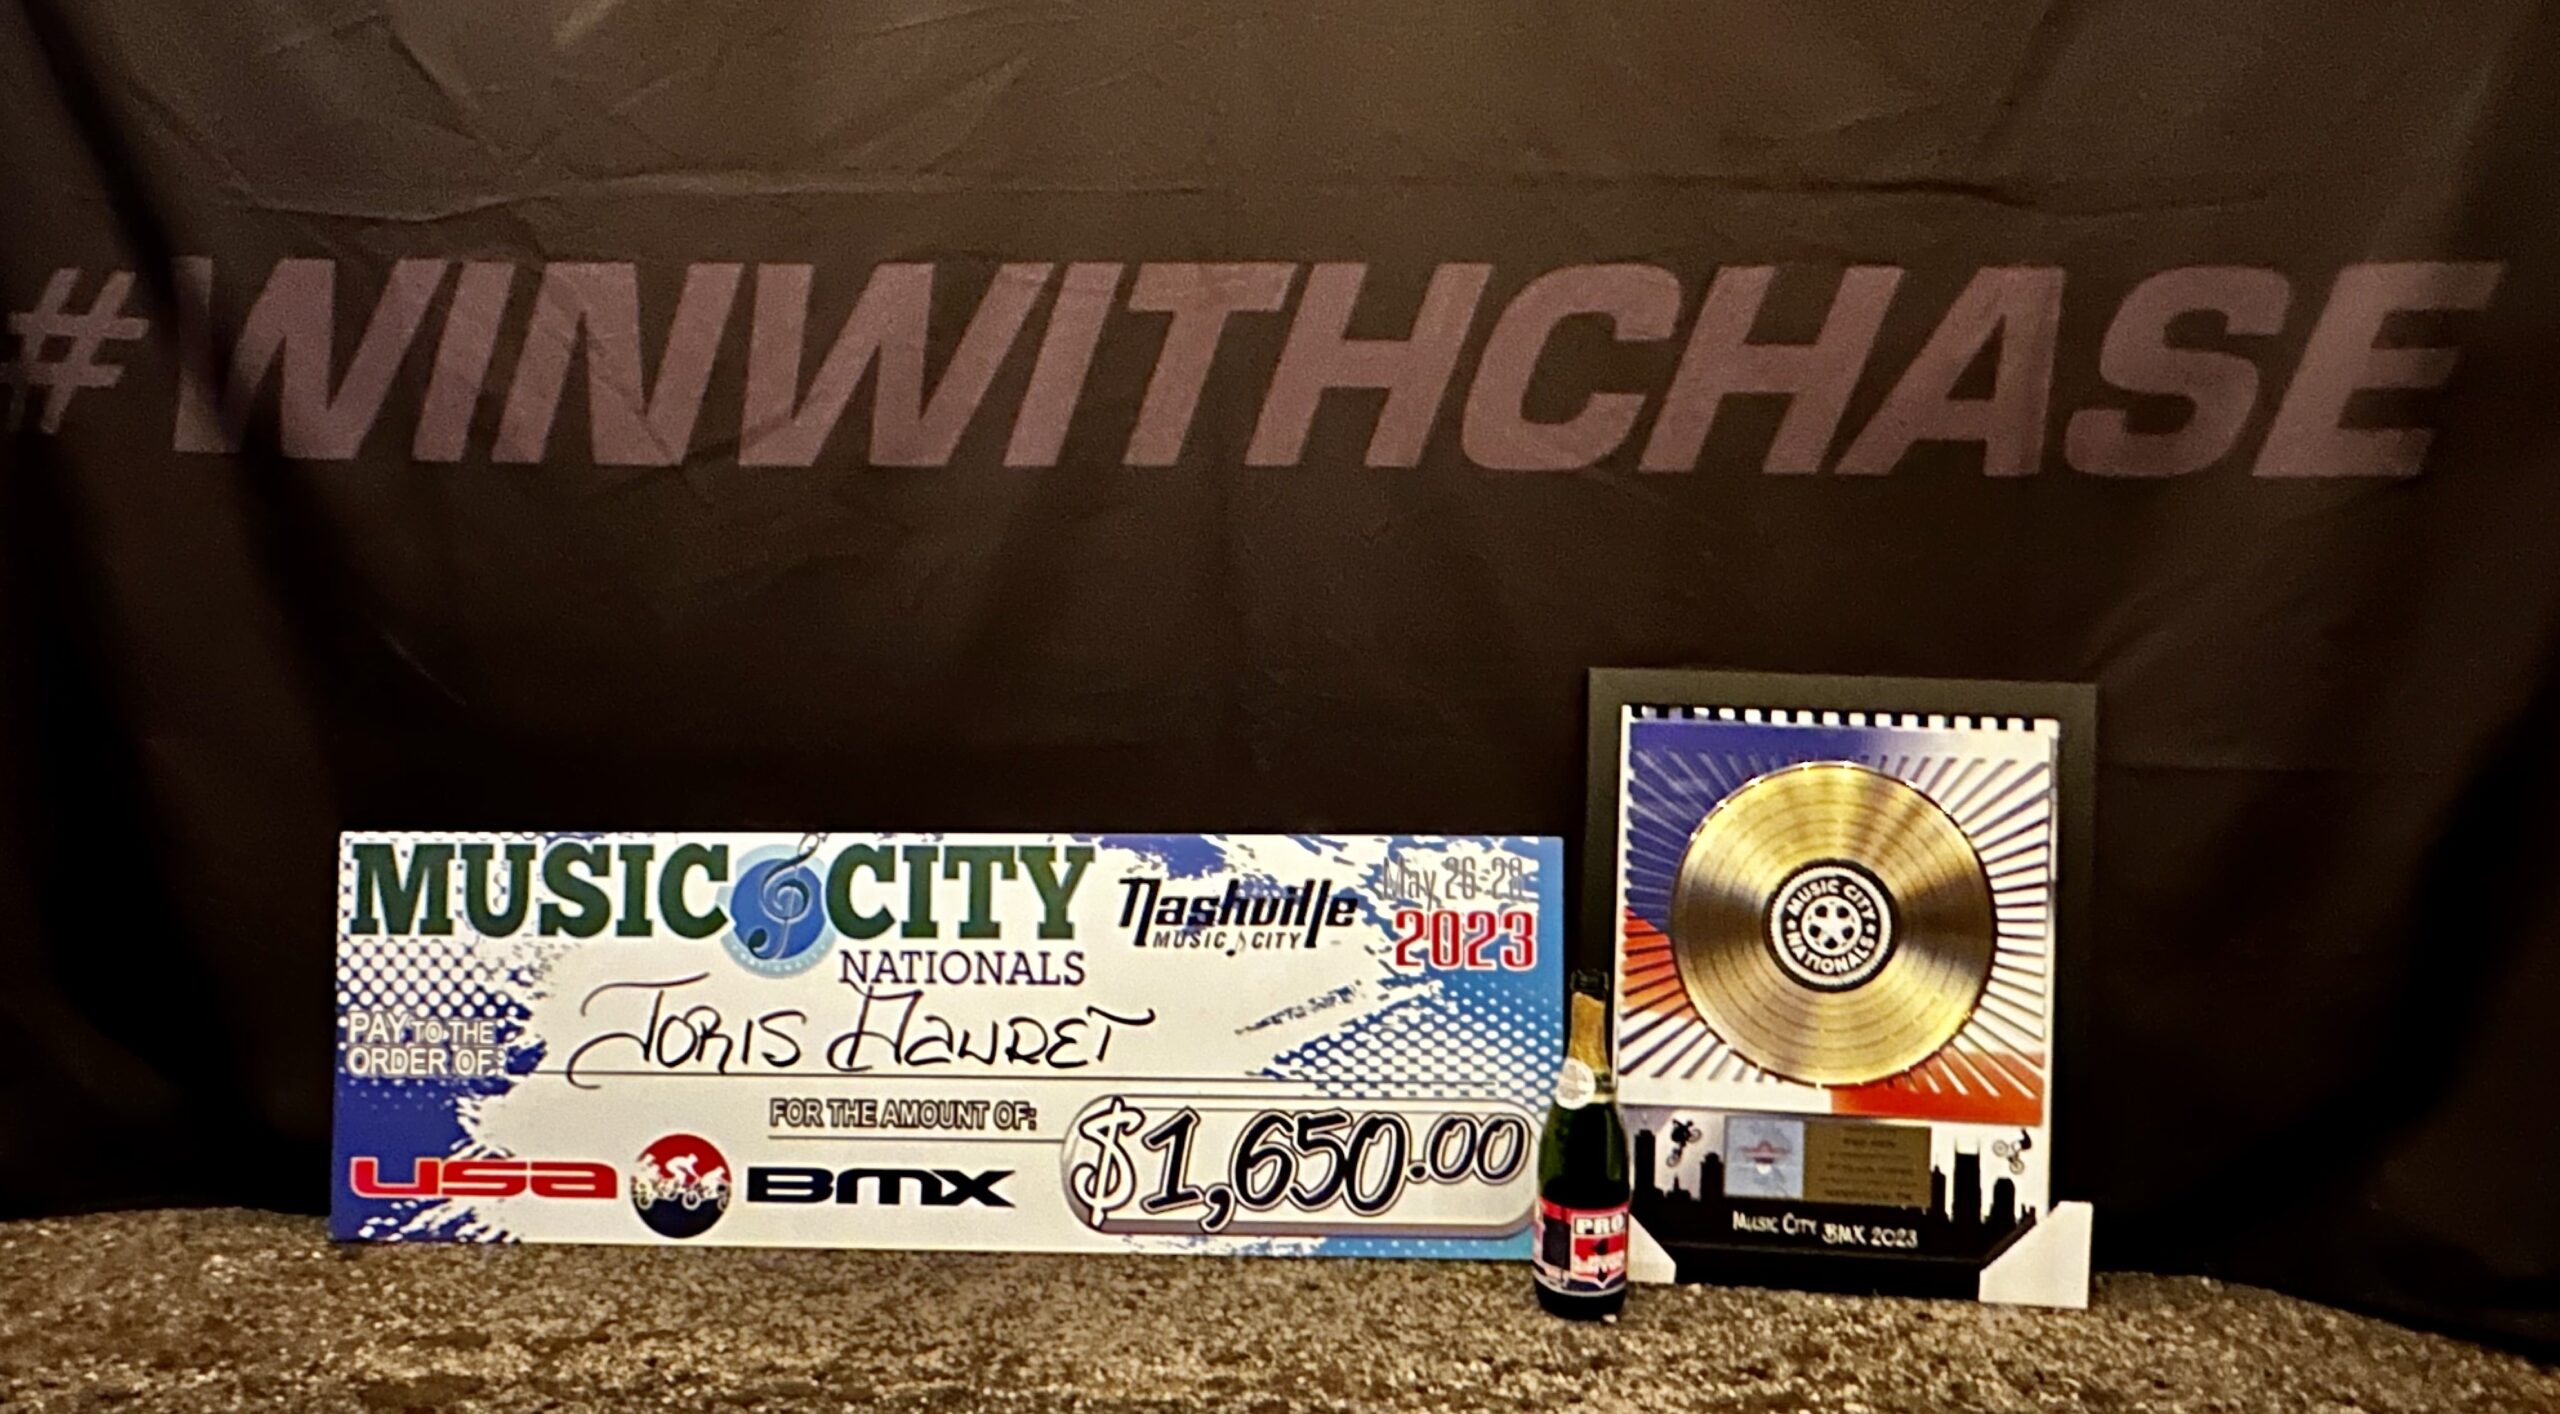 #WINWITHCHASE
MUSIC CITY
NATIONALS
Nashville
MUSIC CITY
May 26-28
2023
PAY TO THE
ORDER OF:
JORIS DAUDET
FOR THE AMOUNT OF:
$1,650.00
USA BMX
PRO
MUSIC CITY
NATIONALS
MUSIC CITY BMX 2023